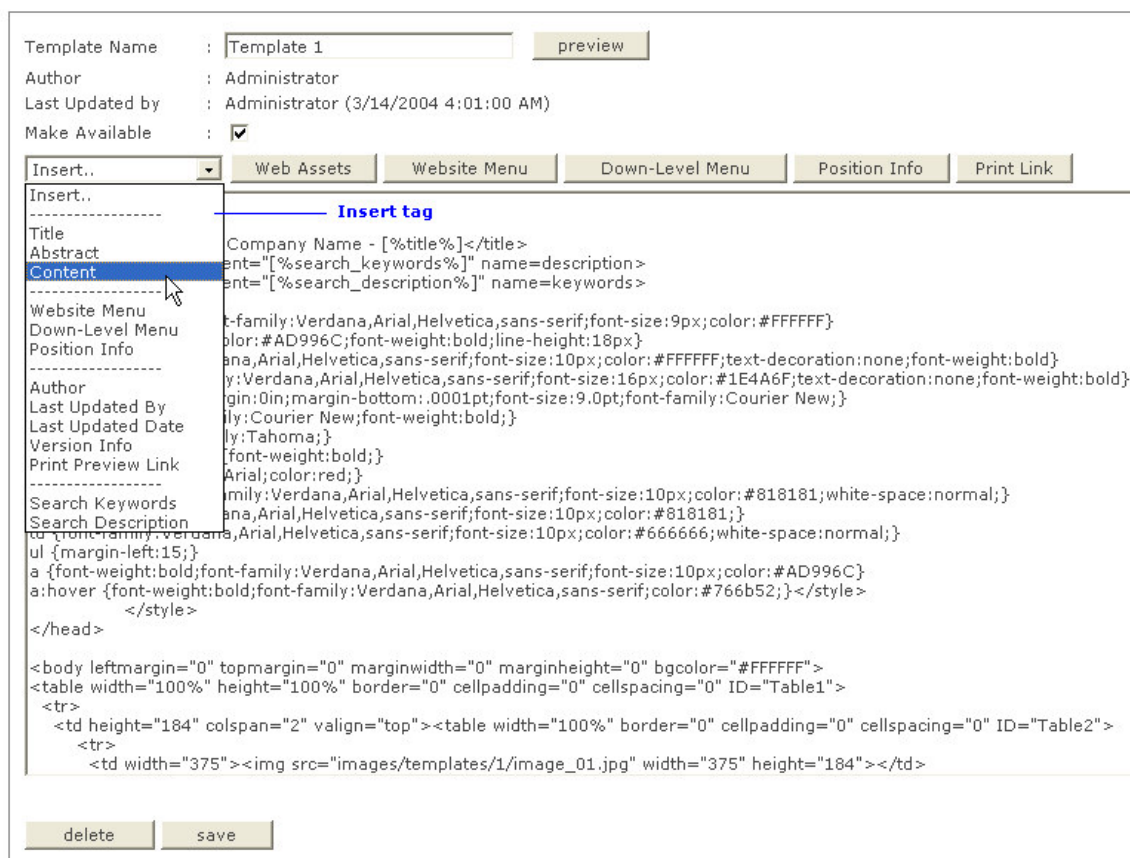 Template Name : Template 1 preview
Author : Administrator
Last Updated by : Administrator (3/14/2004 4:01:00 AM)
Make Available :
Insert.. Web Assets Website Menu Down-Level Menu Position Info Print Link
Insert..
-----------------
Insert tag
Title
Company Name - [%title%]</title>
Abstract
ent="[%search_keywords%]" name=description>
Content
ent="[%search_description%]" name=keywords>
-----------------
Website Menu
t-family:Verdana,Arial,Helvetica,sans-serif;font-size:9px;color:#FFFFFF}
Down-Level Menu
olor:#AD996C;font-weight:bold;line-height:18px}
Position Info
ana,Arial,Helvetica,sans-serif;font-size:10px;color:#FFFFFF;text-decoration:none;font-weight:bold}
-----------------
y:Verdana,Arial,Helvetica,sans-serif;font-size:16px;color:#1E4A6F;text-decoration:none;font-weight:bold}
Author
gin:0in;margin-bottom:.0001pt;font-size:9.0pt;font-family:Courier New;}
Last Updated By
ily:Courier New;font-weight:bold;}
Last Updated Date
ly:Tahoma;}
Version Info
{font-weight:bold;}
Print Preview Link
Arial;color:red;}
-----------------
mily:Verdana,Arial,Helvetica,sans-serif;font-size:10px;color:#818181;white-space:normal;}
Search Keywords
ana,Arial,Helvetica,sans-serif;font-size:10px;color:#818181;}
Search Description
td {font-family:Verdana,Arial,Helvetica,sans-serif;font-size:10px;color:#666666;white-space:normal;}
ul {margin-left:15;}
a {font-weight:bold;font-family:Verdana,Arial,Helvetica,sans-serif;font-size:10px;color:#AD996C}
a:hover {font-weight:bold;font-family:Verdana,Arial,Helvetica,sans-serif;color:#766b52;}</style>
</style>
</head>
<body leftmargin="0" topmargin="0" marginwidth="0" marginheight="0" bgcolor="#FFFFFF">
<table width="100%" height="100%" border="0" cellpadding="0" cellspacing="0" ID="Table1">
<tr>
<td height="184" colspan="2" valign="top"><table width="100%" border="0" cellpadding="0" cellspacing="0" ID="Table2">
<tr>
<td width="375"><img src="images/templates/1/image_01.jpg" width="375" height="184"></td>
delete save